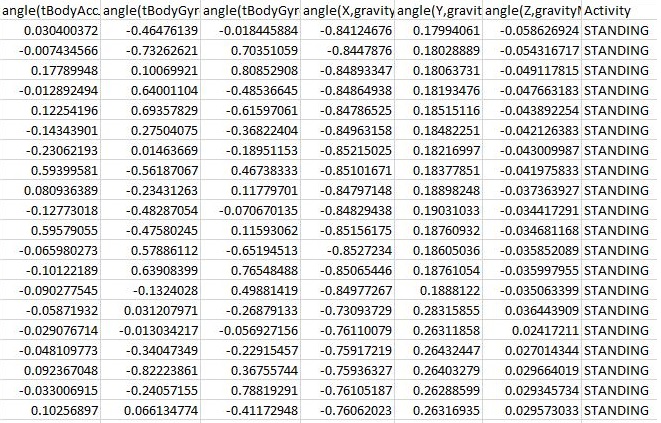 angle(tBodyAcc. angle(tBodyGyr angle(tBodyGyr angle(X,gravity angle(Y,gravit angle(Z,gravityM Activity
0.030400372 -0.46476139 -0.018445884 -0.84124676 0.17994061 -0.058626924 STANDING
-0.007434566 -0.73262621 0.70351059 -0.8447876 0.18028889 -0.054316717 STANDING
0.17789948 0.10069921 0.80852908 -0.84893347 0.18063731 -0.049117815 STANDING
-0.012892494 0.64001104 -0.48536645 -0.84864938 0.18193476 -0.047663183 STANDING
0.12254196 0.69357829 -0.61597061 -0.84786525 0.18515116 -0.043892254 STANDING
-0.14343901 0.27504075 -0.36822404 -0.84963158 0.18482251 -0.042126383 STANDING
-0.23062193 0.01463669 -0.18951153 -0.85215025 0.18216997 -0.043009987 STANDING
0.59399581 -0.56187067 0.46738333 -0.85101671 0.18377851 -0.041975833 STANDING
0.080936389 -0.23431263 0.11779701 -0.84797148 0.18898248 -0.037363927 STANDING
-0.12773018 -0.48287054 -0.070670135 -0.84829438 0.19031033 -0.034417291 STANDING
0.59579055 -0.47580245 0.11593062 -0.85156175 0.18760932 -0.034681168 STANDING
-0.065980273 0.57886112 -0.65194513 -0.8527234 0.18605036 -0.035852089 STANDING
-0.10122189 0.63908399 0.76548488 -0.85065446 0.18761054 -0.035997955 STANDING
-0.090277545 -0.1324028 0.49881419 -0.84977267 0.1888122 -0.035063399 STANDING
-0.05871932 0.031207971 -0.26879133 -0.73093729 0.28315855 0.036443909 STANDING
-0.029076714 -0.013034217 -0.056927156 -0.76110079 0.26311858 0.02417211 STANDING
-0.048109773 -0.34047349 -0.22915457 -0.75917219 0.26432447 0.027014344 STANDING
0.092367048 -0.82223861 0.36755744 -0.75936327 0.26403279 0.029664019 STANDING
-0.033006915 -0.24057155 0.78819291 -0.76105187 0.26288599 0.029345734 STANDING
0.10256897 0.066134774 -0.41172948 -0.76062023 0.26316935 0.029573033 STANDING